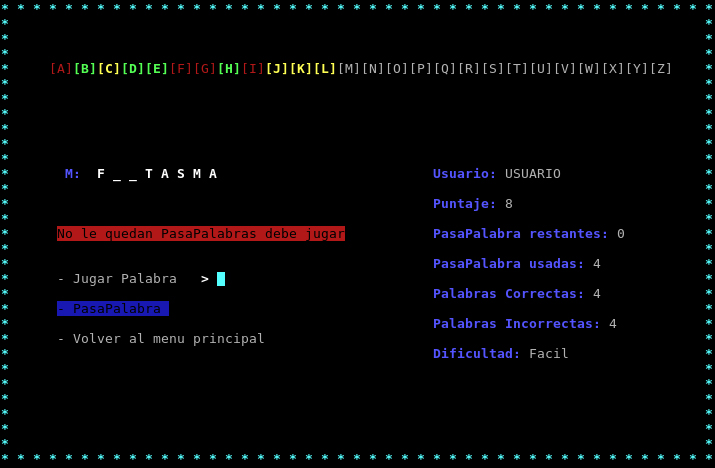 * * * * * * * * * * * * * * * * * * * * * * * * * * * * * * * * * * * * * * * * * * * * *
[A][B][C][D][E][F][G][H][I][J][K][L][M][N][O][P][Q][R][S][T][U][V][W][X][Y][Z]
M: F _ _ T A S M A
Usuario: USUARIO
Puntaje: 8
No le quedan PasaPalabras debe jugar
PasaPalabra restantes: 0
PasaPalabra usadas: 4
- Jugar Palabra >
Palabras Correctas: 4
- PasaPalabra
Palabras Incorrectas: 4
- Volver al menu principal
Dificultad: Facil
* * * * * * * * * * * * * * * * * * * * * * * * * * * * * * * * * * * * * * * * * * * * *